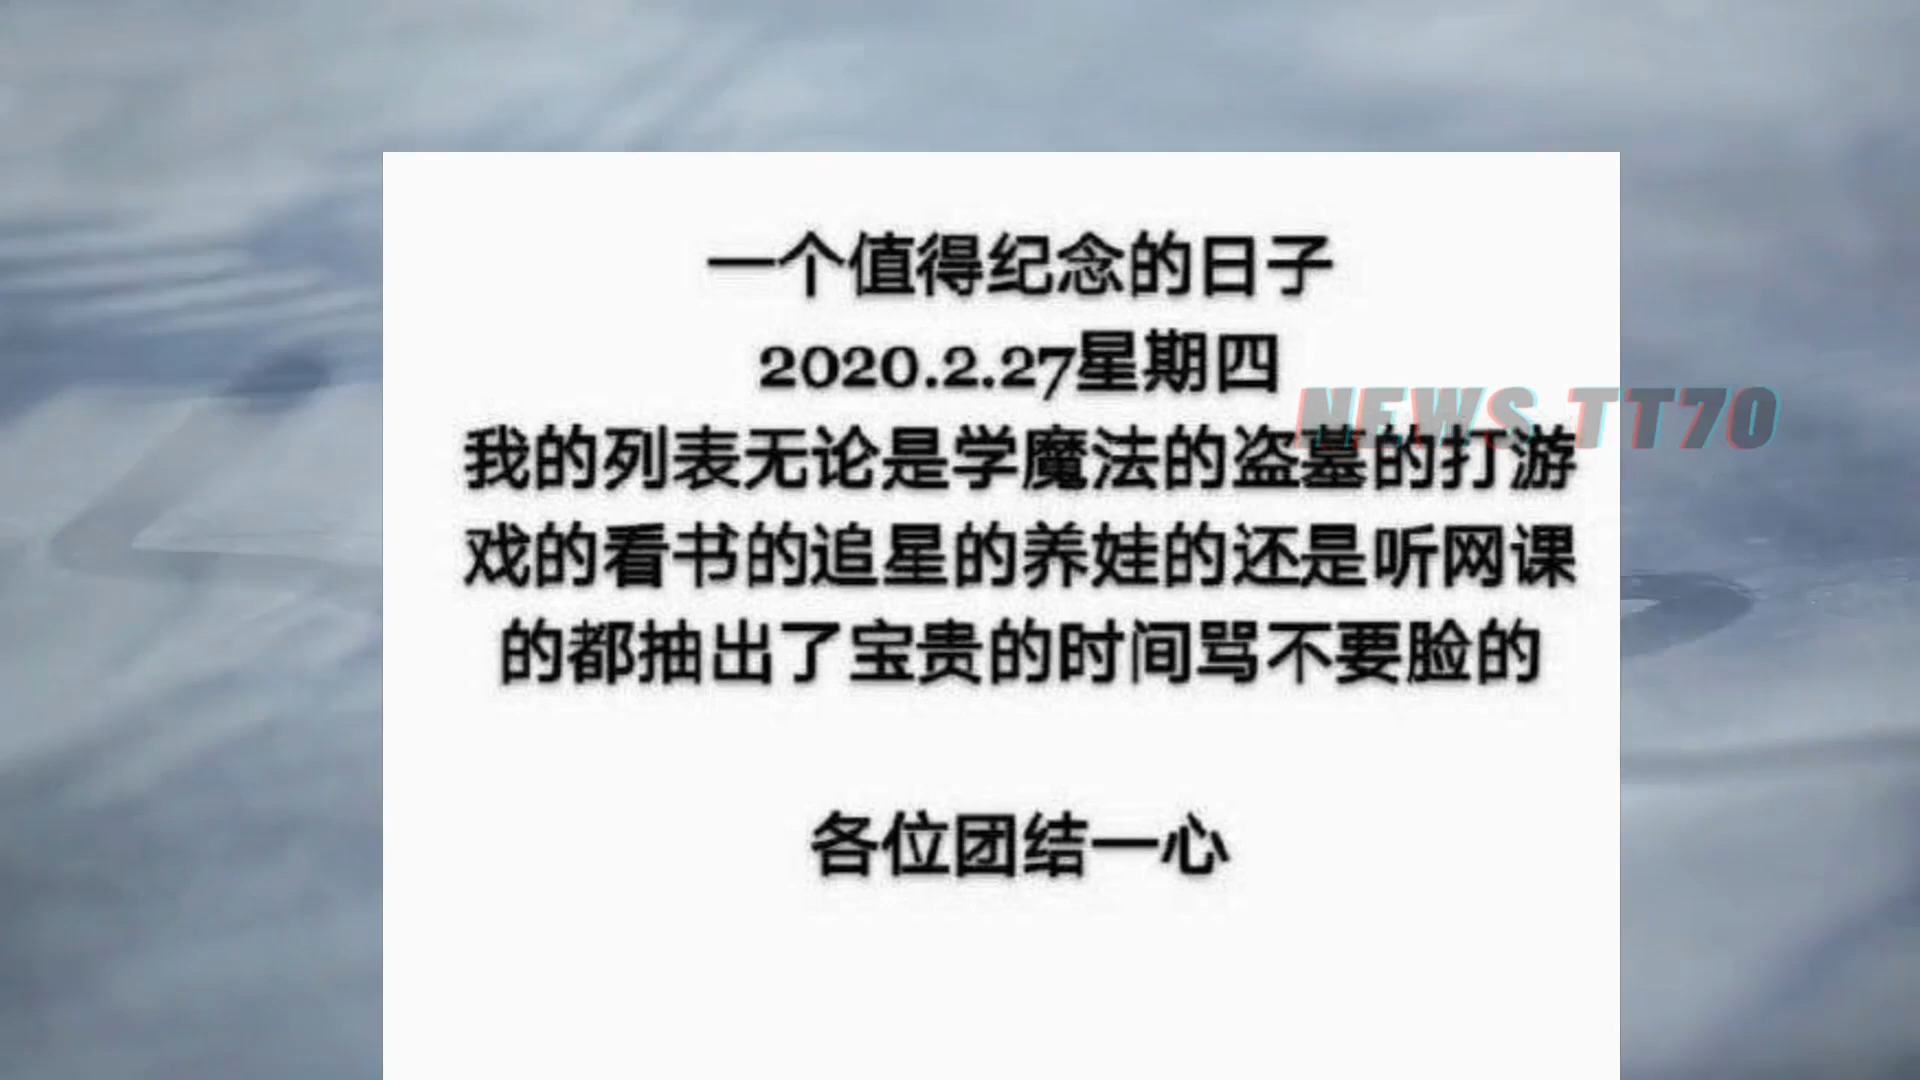 一个值得纪念的日子
2020.2.27星期四
NEWS TT70
我的列表无论是学魔法的盗墓的打游
戏的看书的追星的养娃的还是听网课
的都抽出了宝贵的时间骂不要脸的
各位团结一心